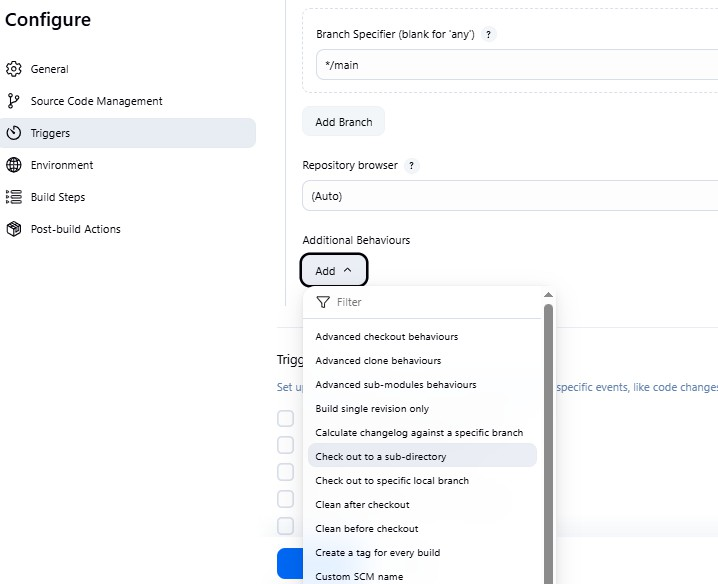 Configure
General
Source Code Management
Triggers
Environment
Build Steps
Post-build Actions
Branch Specifier (blank for 'any') ?
*/main
Add Branch
Repository browser ?
(Auto)
Additional Behaviours
Add
Filter
Advanced checkout behaviours
Advanced clone behaviours
Advanced sub-modules behaviours
Build single revision only
Calculate changelog against a specific branch
Check out to a sub-directory
Check out to specific local branch
Clean after checkout
Clean before checkout
Create a tag for every build
Custom SCM name
Trigg
Set u
specific events, like code changes